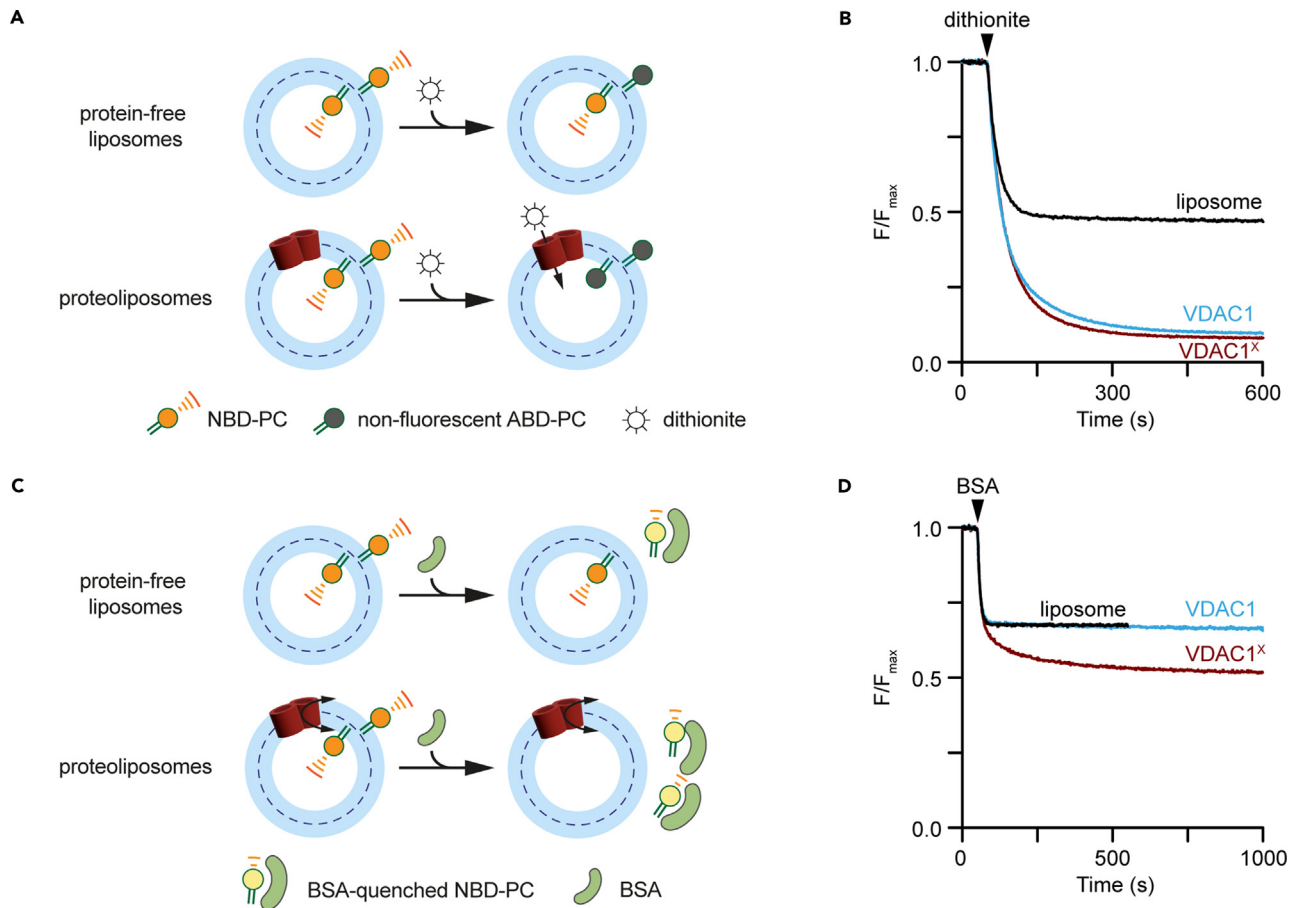 A
protein-free
liposomes
proteoliposomes
NBD-PC
non-fluorescent ABD-PC
dithionite
B
dithionite
1.0
0.5
0.0
F/Fmax
liposome
VDAC1
VDAC1ˣ
0
300
600
Time (s)
C
protein-free
liposomes
proteoliposomes
BSA-quenched NBD-PC
BSA
D
BSA
1.0
0.5
0.0
F/Fmax
liposome
VDAC1
VDAC1ˣ
0
500
1000
Time (s)